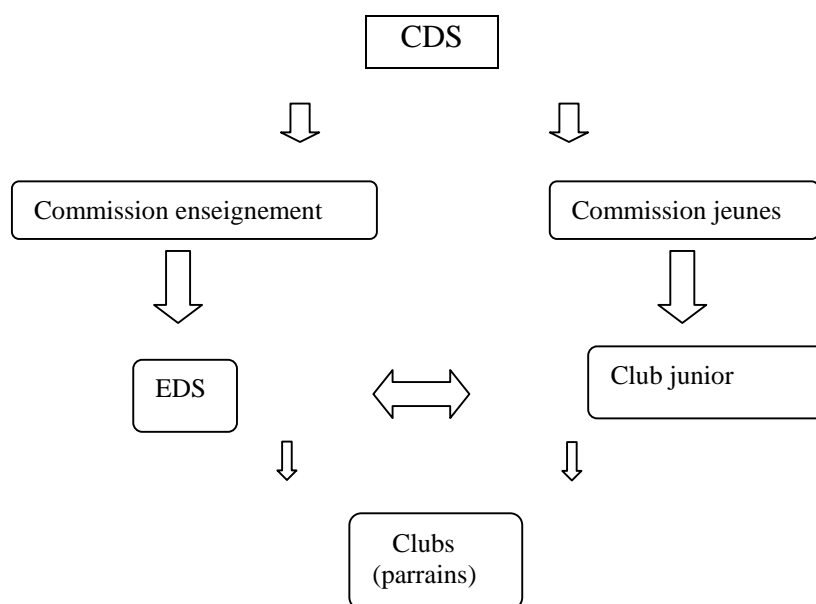 CDS
Commission enseignement
Commission jeunes
EDS
Club junior
Clubs
(parrains)